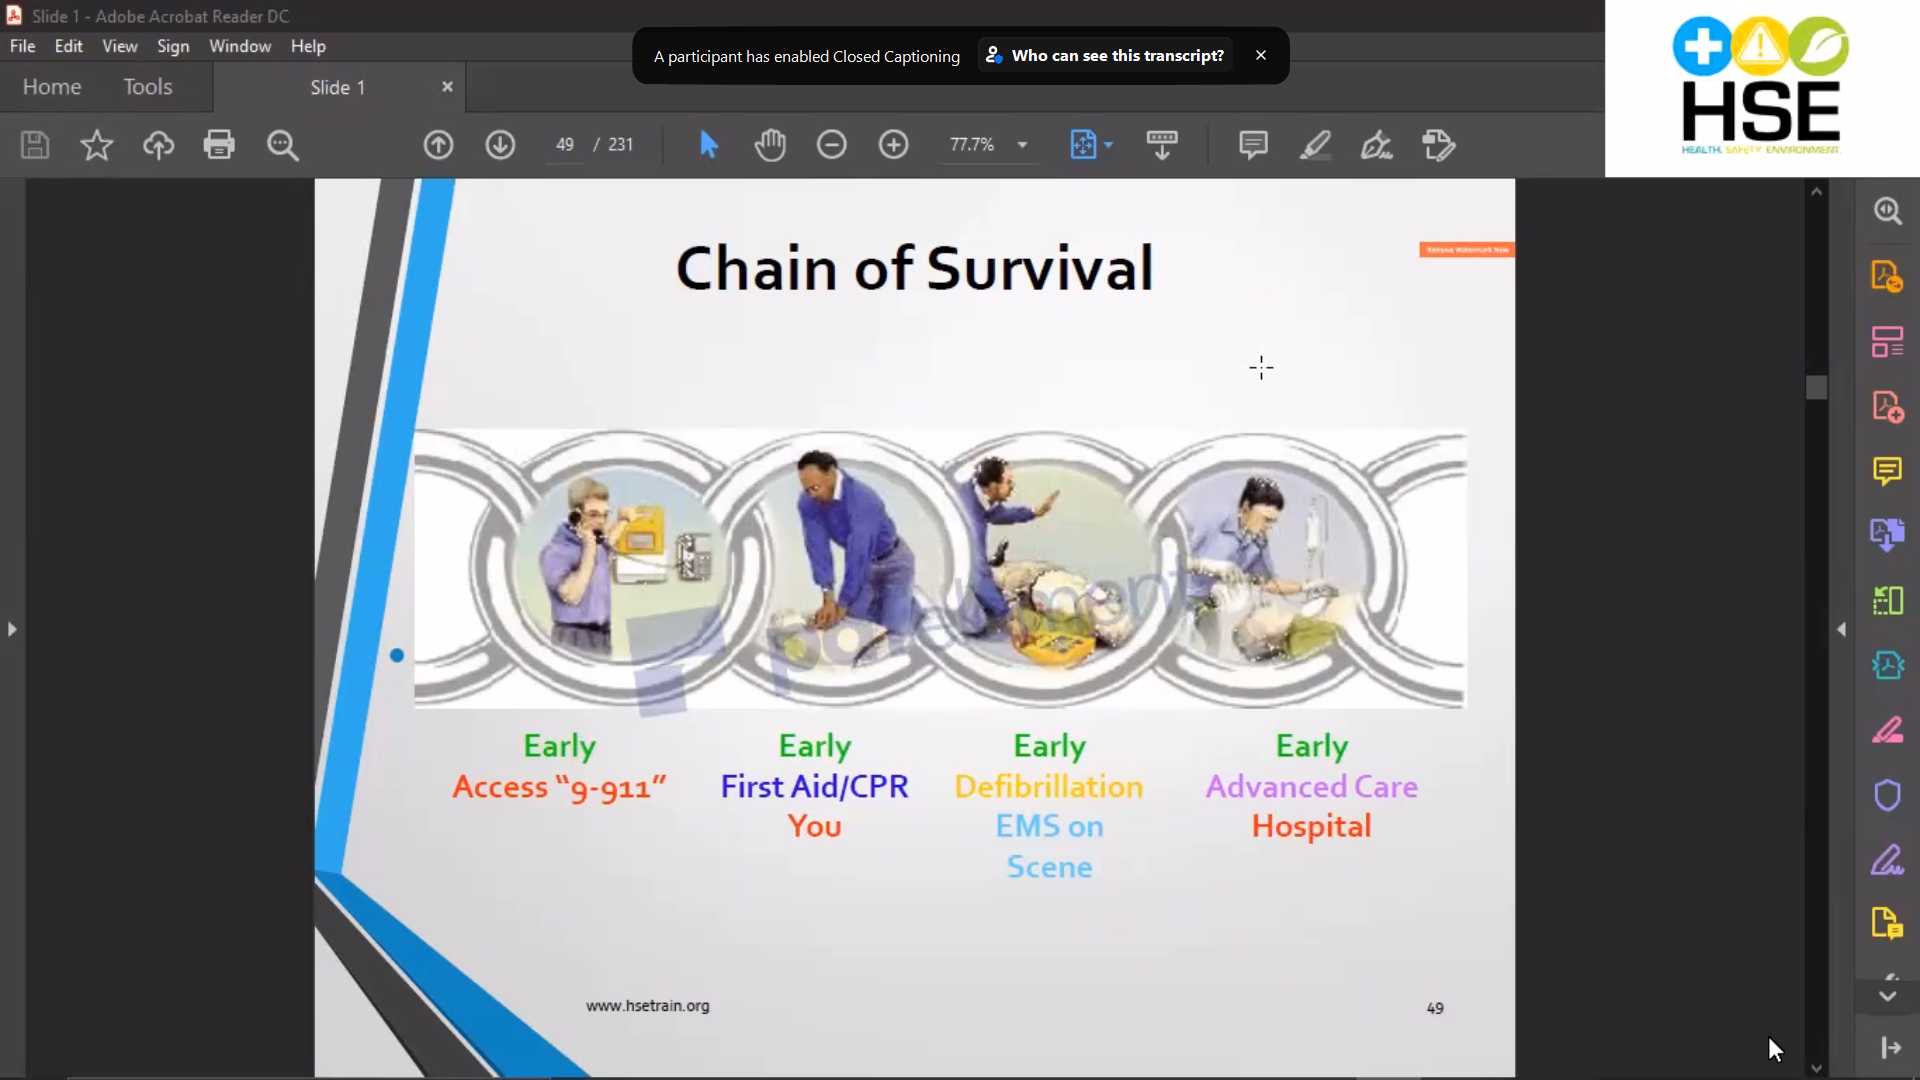 Slide 1 - Adobe Acrobat Reader DC
File Edit View Sign Window Help
A participant has enabled Closed Captioning Who can see this transcript?
Home Tools Slide 1
49 / 231 77.7%
HSE
HEALTH. SAFETY. ENVIRONMENT.
Chain of Survival
Remove Watermark Now
Early Early Early Early
Access “9-911” First Aid/CPR Defibrillation Advanced Care
You EMS on Hospital
Scene
www.hsetrain.org 49